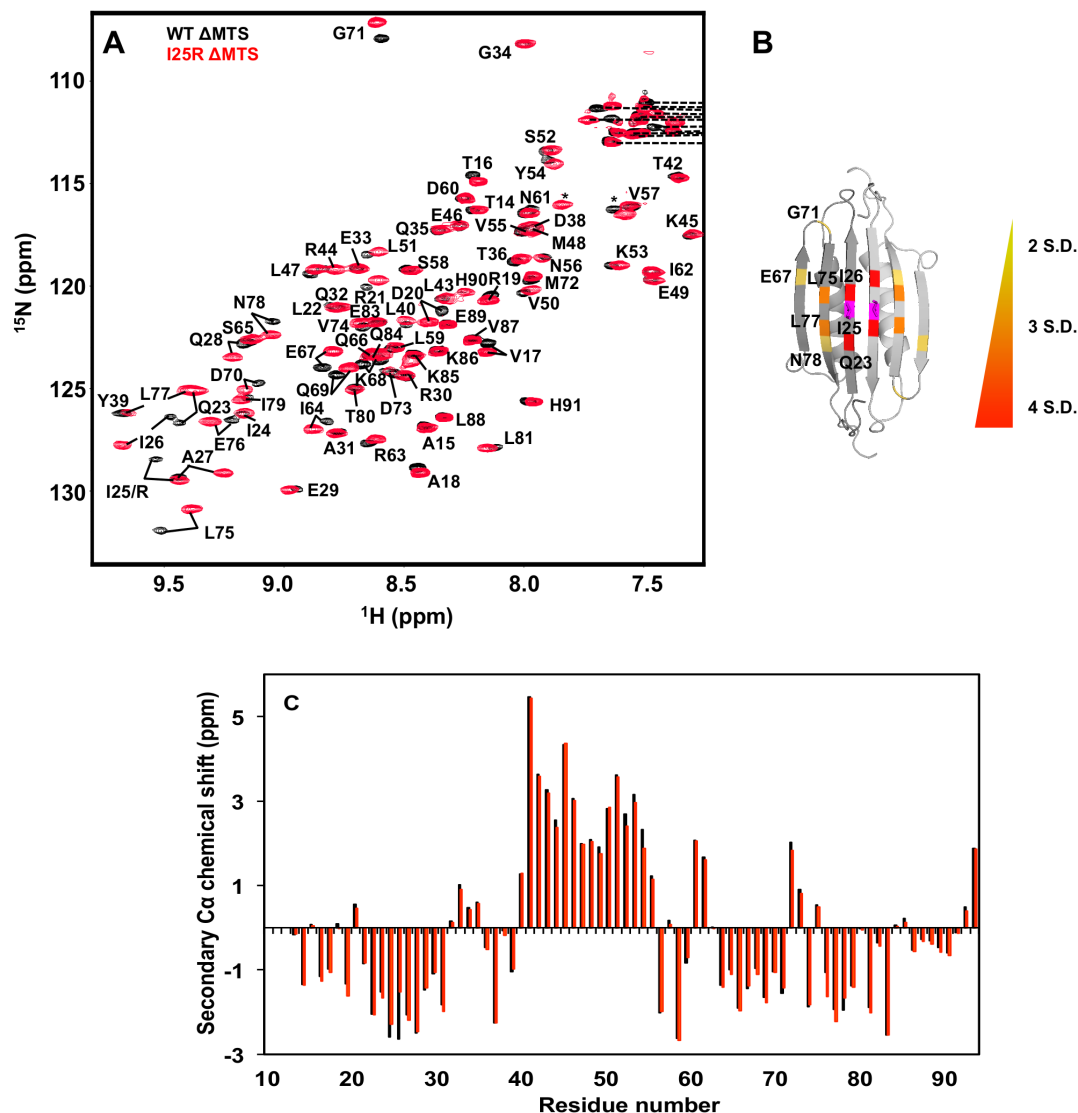 A
WT ΔMTS
I25R ΔMTS
G71
G34
110
115
120
125
130
15N (ppm)
S52
Y54
T16
T42
D60
T14
N61
*
*
V57
Q35
E46
V55
D38
M48
K45
R44
E33
L51
S58
T36
N56
K53
I62
L47
H90
R19
M72
E49
N78
L22
Q32
R21
D20
L43
V50
S65
V74
E83
L40
E89
V87
Q28
Q66
Q84
L59
E67
K86
V17
Q69
K68
K85
D70
D73
R30
Y39
L77
Q23
I79
T80
H91
I26
E76
I24
I64
A31
R63
A15
L88
L81
I25/R
A27
A18
E29
L75
9.5
9.0
8.5
8.0
7.5
1H (ppm)
B
G71
E67
L75
I26
L77
I25
N78
Q23
2 S.D.
3 S.D.
4 S.D.
C
Secondary Cα chemical shift (ppm)
5
3
1
-1
-3
10
20
30
40
50
60
70
80
90
Residue number